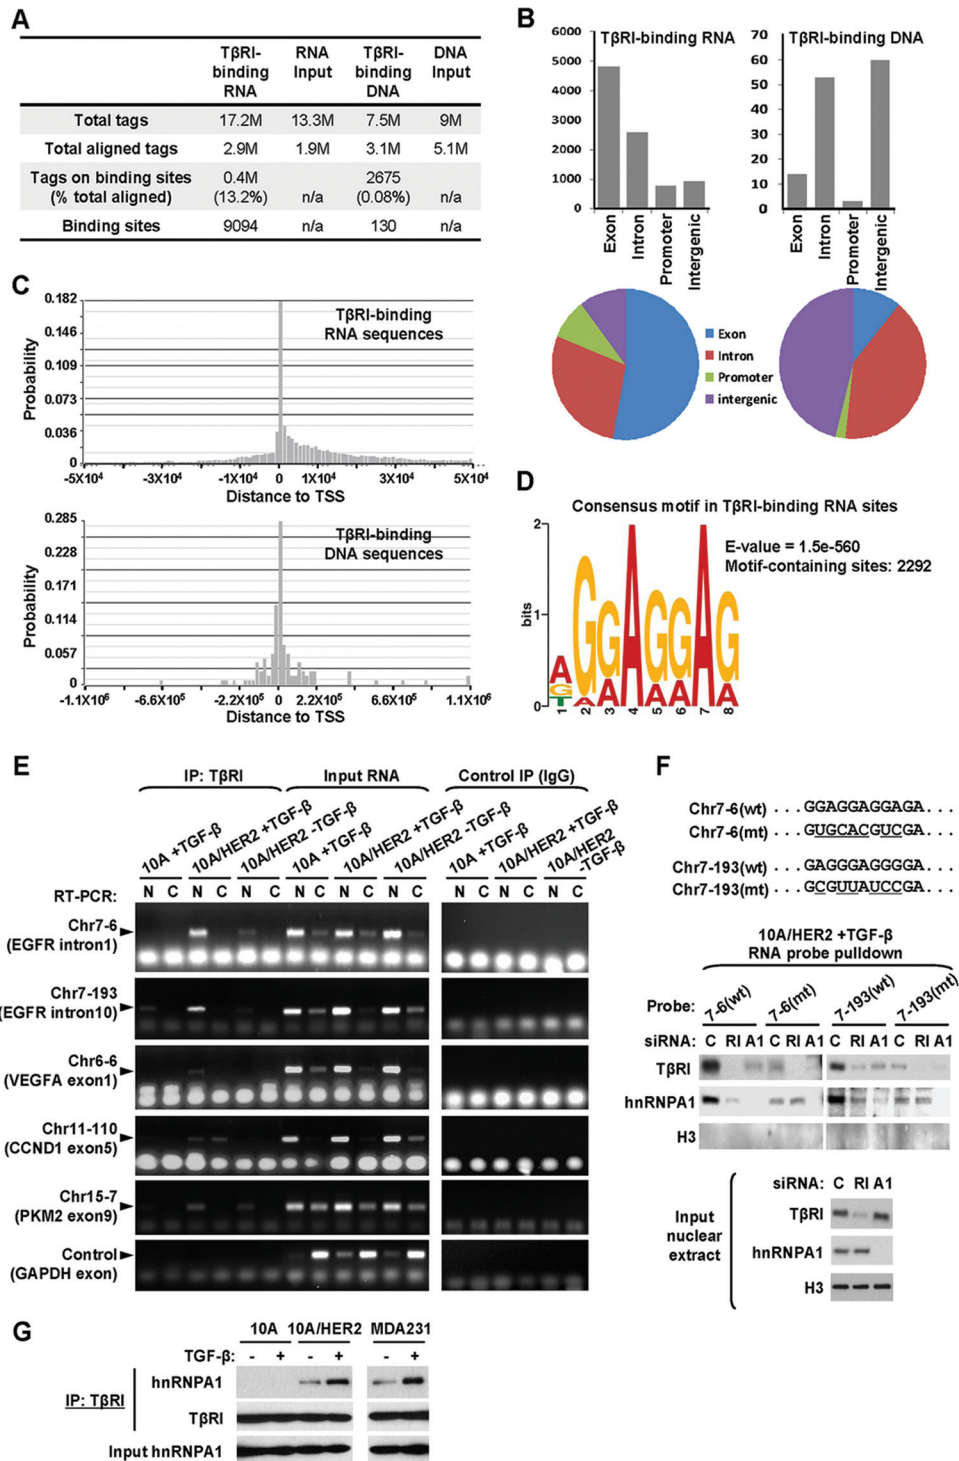 A
TβRI-binding RNA
RNA Input
TβRI-binding DNA
DNA Input
Total tags 17.2M 13.3M 7.5M 9M
Total aligned tags 2.9M 1.9M 3.1M 5.1M
Tags on binding sites 0.4M 2675
(% total aligned) (13.2%) n/a (0.08%) n/a
Binding sites 9094 n/a 130 n/a
B
TβRI-binding RNA
6000
5000
4000
3000
2000
1000
0
Exon
Intron
Promoter
Intergenic
TβRI-binding DNA
70
60
50
40
30
20
10
0
Exon
Intron
Promoter
Intergenic
Exon
Intron
Promoter
intergenic
C
TβRI-binding
RNA sequences
Probability
0.182
0.146
0.109
0.073
0.036
0
-5X10⁴ -3X10⁴ -1X10⁴ 0 1X10⁴ 3X10⁴ 5X10⁴
Distance to TSS
TβRI-binding
DNA sequences
Probability
0.285
0.228
0.171
0.114
0.057
0
-1.1X10⁶ -6.6X10⁵ -2.2X10⁵ 0 2.2X10⁵ 6.6X10⁵ 1.1X10⁶
Distance to TSS
D
Consensus motif in TβRI-binding RNA sites
E-value = 1.5e-560
Motif-containing sites: 2292
bits
2
1
0
A G G A G G A G
G A A A A A
T
1 2 3 4 5 6 7 8
E
IP: TβRI Input RNA Control IP (IgG)
10A +TGF-β
10A/HER2 +TGF-β
10A/HER2 -TGF-β
10A +TGF-β
10A/HER2 +TGF-β
10A/HER2 -TGF-β
10A +TGF-β
10A/HER2 +TGF-β
10A/HER2
-TGF-β
RT-PCR: N C N C N C N C N C N C N C N C N C
Chr7-6
(EGFR intron1)
Chr7-193
(EGFR intron10)
Chr6-6
(VEGFA exon1)
Chr11-110
(CCND1 exon5)
Chr15-7
(PKM2 exon9)
Control
(GAPDH exon)
F
Chr7-6(wt) ...GGAGGAGGAGA...
Chr7-6(mt) ...GUGCACGUCGA...
Chr7-193(wt) ...GAGGGAGGGGA...
Chr7-193(mt) ...GCGUUAUCCGA...
10A/HER2 +TGF-β
RNA probe pulldown
Probe: 7-6(wt) 7-6(mt) 7-193(wt) 7-193(mt)
siRNA: C RI A1 C RI A1 C RI A1 C RI A1
TβRI
hnRNPA1
H3
siRNA: C RI A1
Input
nuclear
extract
TβRI
hnRNPA1
H3
G
10A 10A/HER2 MDA231
TGF-β: - + - + - +
IP: TβRI
hnRNPA1
TβRI
Input hnRNPA1